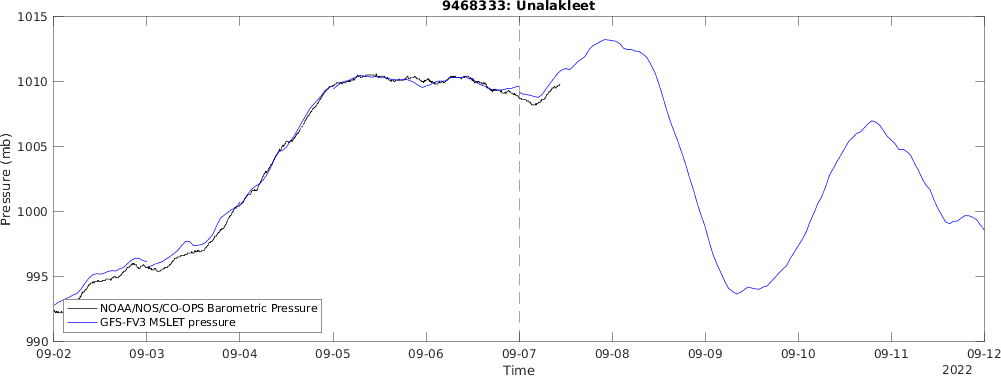 9468333: Unalakleet
1015
1010
1005
1000
995
990
Pressure (mb)
NOAA/NOS/CO-OPS Barometric Pressure
GFS-FV3 MSLET pressure
09-02 09-03 09-04 09-05 09-06 09-07 09-08 09-09 09-10 09-11 09-12
Time
2022